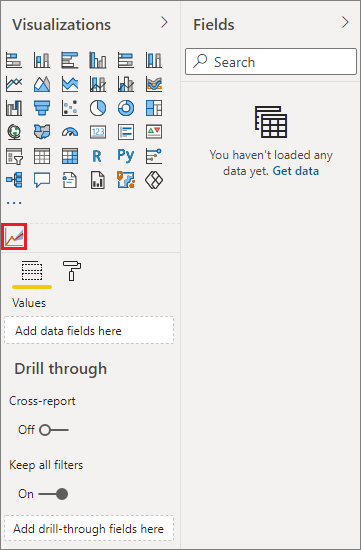 Visualizations
Fields
Search
123
R
Py
You haven't loaded any
data yet. Get data
...
Values
Add data fields here
Drill through
Cross-report
Off
Keep all filters
On
Add drill-through fields here